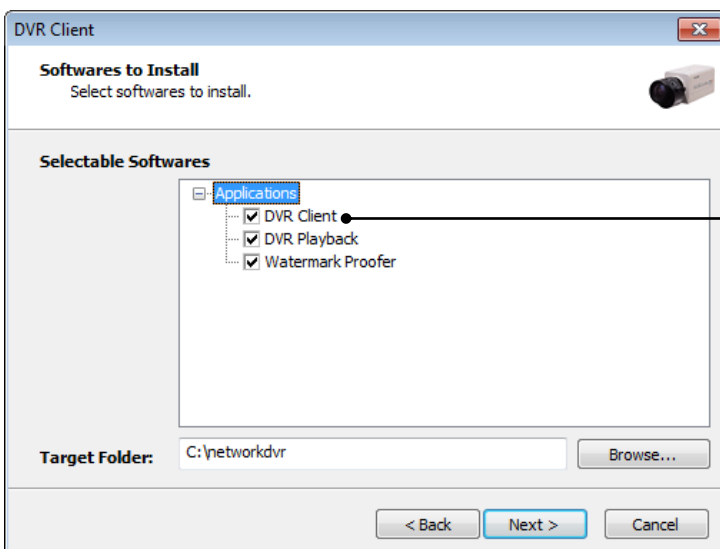 DVR Client
Softwares to Install
Select softwares to install.
Selectable Softwares
Applications
DVR Client
DVR Playback
Watermark Proofer
Target Folder: C:\networkdvr Browse...
< Back Next > Cancel